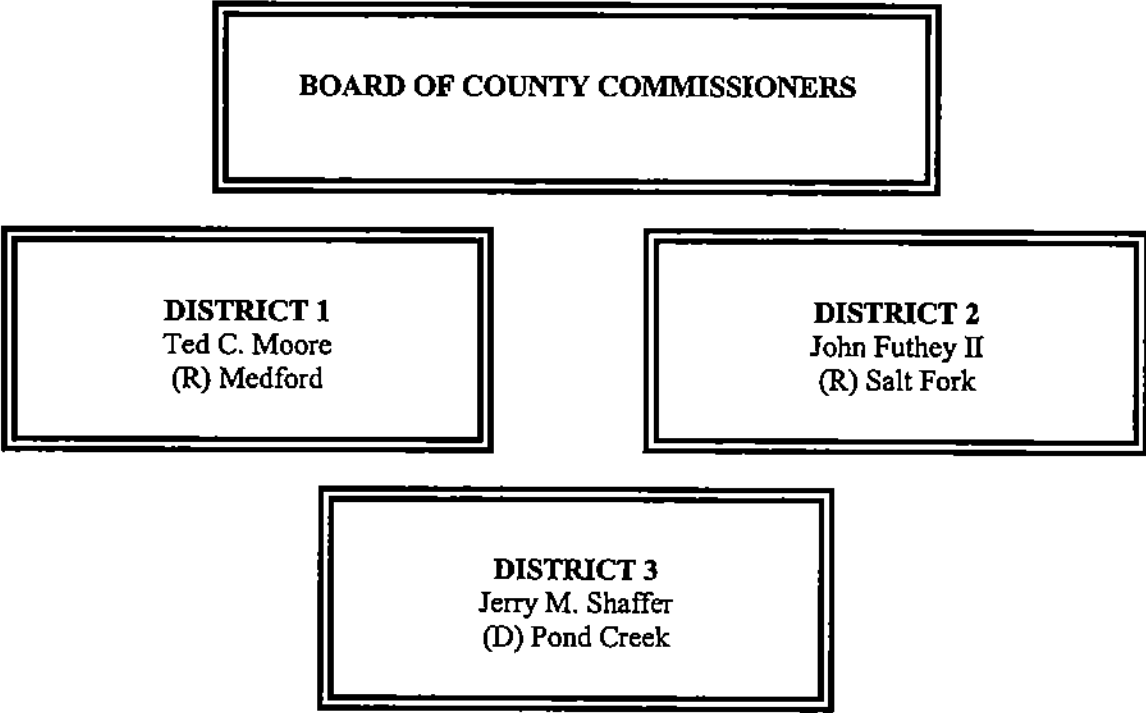 BOARD OF COUNTY COMMISSIONERS
DISTRICT 1
Ted C. Moore
(R) Medford
DISTRICT 2
John Futhey II
(R) Salt Fork
DISTRICT 3
Jerry M. Shaffer
(D) Pond Creek